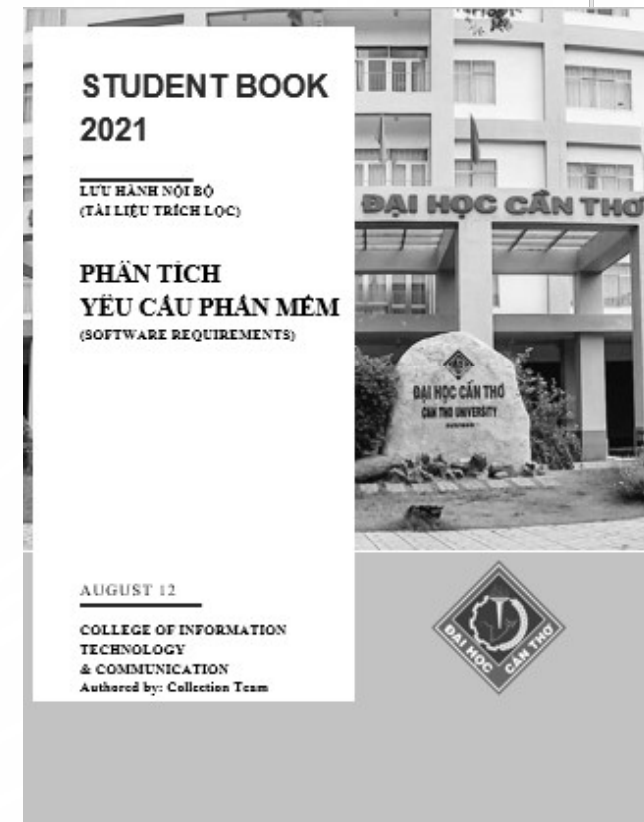 STUDENT BOOK
2021
LƯU HÀNH NỘI BỘ
(TÀI LIỆU TRÍCH LỌC)
PHÂN TÍCH
YÊU CẦU PHẦN MỀM
(SOFTWARE REQUIREMENTS)
ĐẠI HỌC CẦN THƠ
ĐẠI HỌC CẦN THƠ
CAN THO UNIVERSITY
AUGUST 12
COLLEGE OF INFORMATION
TECHNOLOGY
& COMMUNICATION
Authored by: Collection Team
ĐẠI HỌC CẦN THƠ